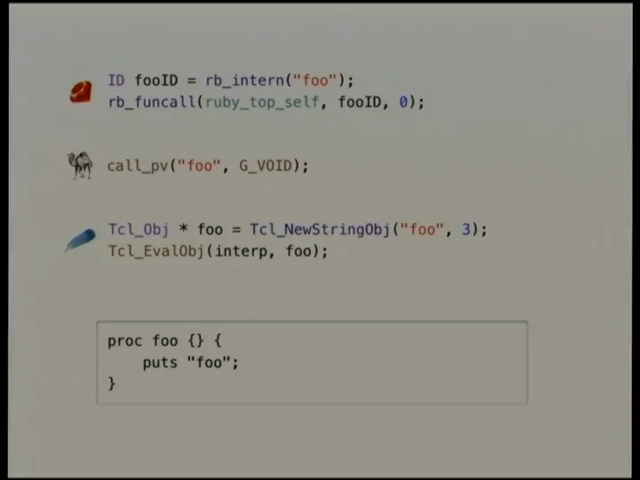 ID fooID = rb_intern("foo");
rb_funcall(ruby_top_self, fooID, 0);
call_pv("foo", G_VOID);
Tcl_Obj * foo = Tcl_NewStringObj("foo", 3);
Tcl_EvalObj(interp, foo);
proc foo {} {
    puts "foo";
}